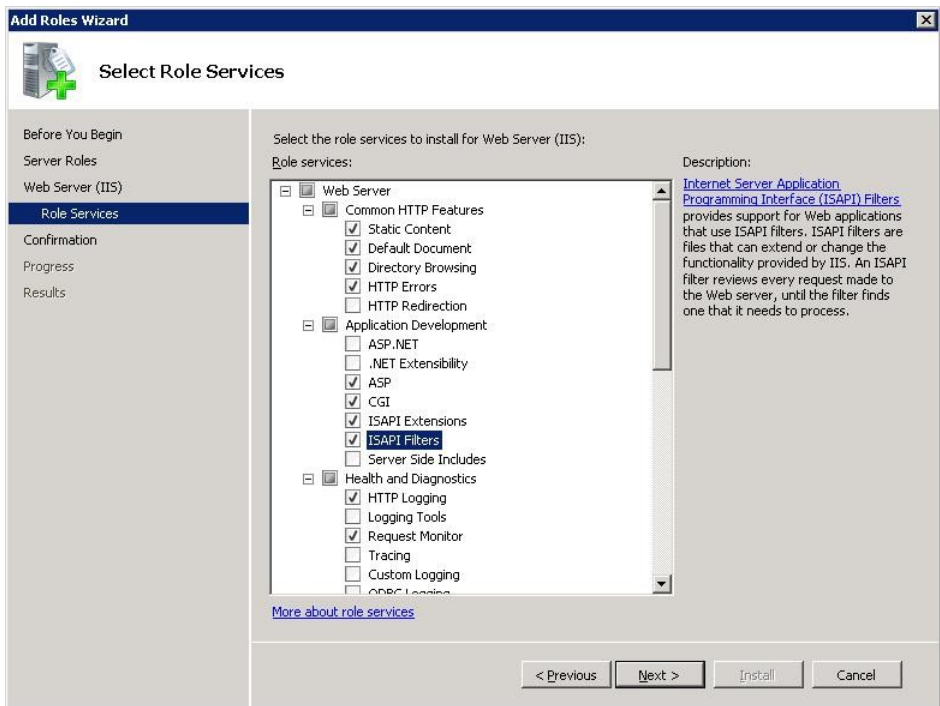 Add Roles Wizard
Select Role Services
Before You Begin
Server Roles
Web Server (IIS)
Role Services
Confirmation
Progress
Results
Select the role services to install for Web Server (IIS):
Role services:
Web Server
Common HTTP Features
Static Content
Default Document
Directory Browsing
HTTP Errors
HTTP Redirection
Application Development
ASP.NET
.NET Extensibility
ASP
CGI
ISAPI Extensions
ISAPI Filters
Server Side Includes
Health and Diagnostics
HTTP Logging
Logging Tools
Request Monitor
Tracing
Custom Logging
ODBC Logging
More about role services
Description:
Internet Server Application
Programming Interface (ISAPI) Filters
provides support for Web applications
that use ISAPI filters. ISAPI filters are
files that can extend or change the
functionality provided by IIS. An ISAPI
filter reviews every request made to
the Web server, until the filter finds
one that it needs to process.
< Previous
Next >
Install
Cancel